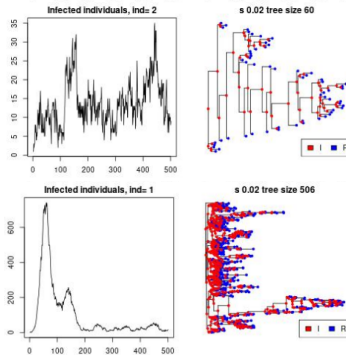 Infected individuals, ind= 2
s 0.02 tree size 60
35
30
25
20
15
10
5
0
0 100 200 300 400 500
I R
Infected individuals, ind= 1
s 0.02 tree size 506
600
400
200
0
0 100 200 300 400 500
I R